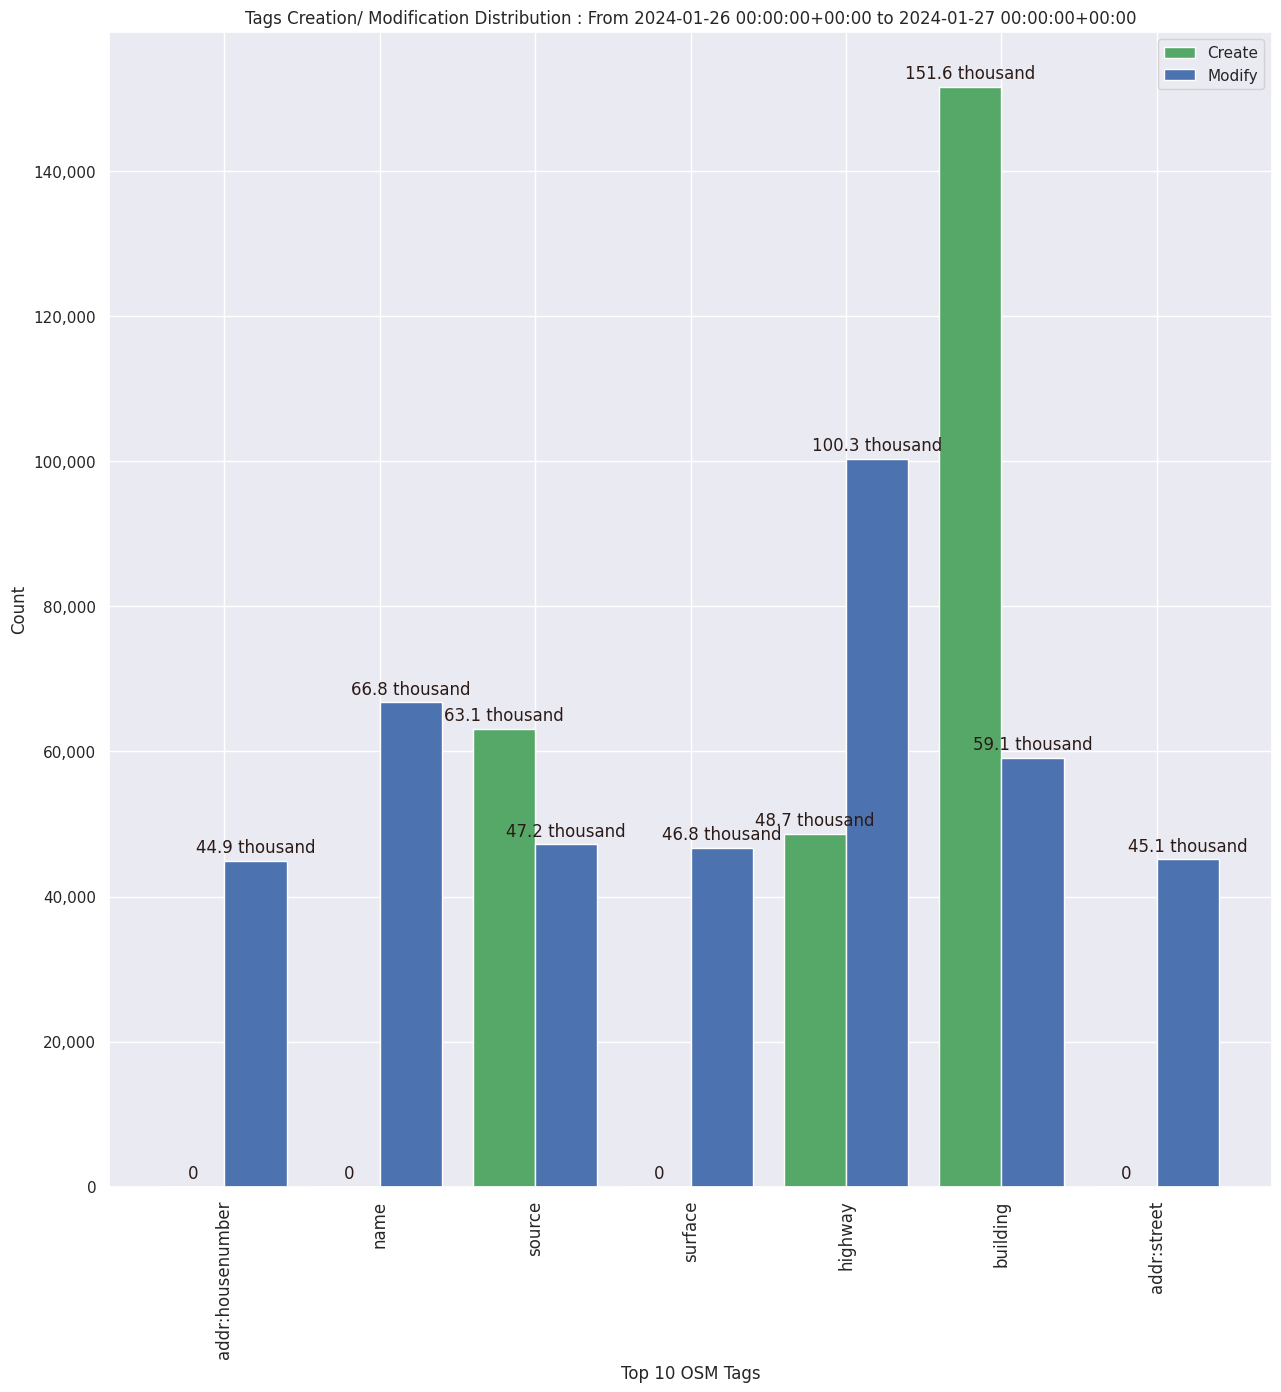 Tags Creation/ Modification Distribution : From 2024-01-26 00:00:00+00:00 to 2024-01-27 00:00:00+00:00
Create
Modify
151.6 thousand
140,000
120,000
100.3 thousand
100,000
Count
80,000
66.8 thousand
63.1 thousand
60,000
59.1 thousand
48.7 thousand
47.2 thousand
46.8 thousand
44.9 thousand
45.1 thousand
40,000
20,000
0
0
0
0
0
addr:housenumber
name
source
surface
highway
building
addr:street
Top 10 OSM Tags